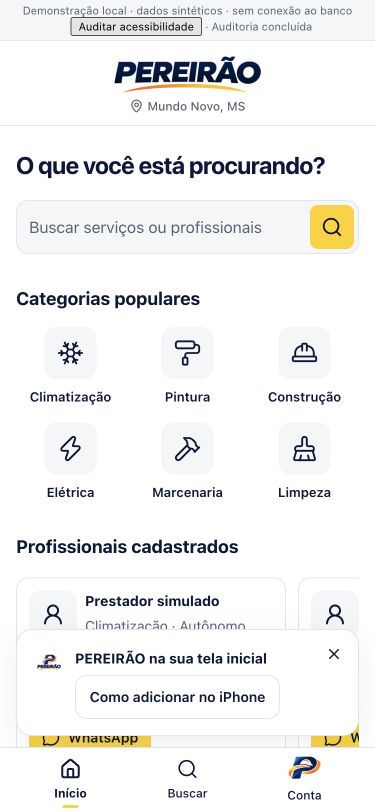 Demonstração local · dados sintéticos · sem conexão ao banco
Auditar acessibilidade · Auditoria concluída
PEREIRÃO
Mundo Novo, MS
O que você está procurando?
Buscar serviços ou profissionais
Categorias populares
Climatização Pintura Construção
Elétrica Marcenaria Limpeza
Profissionais cadastrados
Prestador simulado
Climatização · Autônomo
PEREIRÃO
PEREIRÃO na sua tela inicial
Como adicionar no iPhone
WhatsApp
Início Buscar Conta